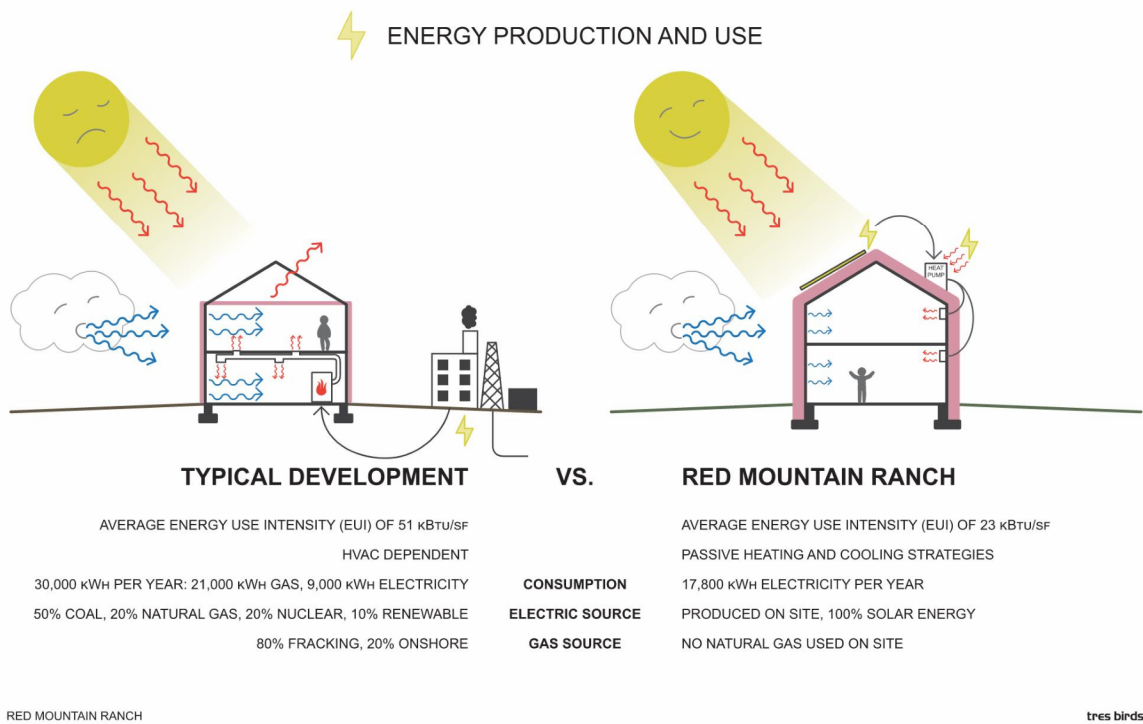 ENERGY PRODUCTION AND USE
HEAT
PUMP
TYPICAL DEVELOPMENT VS. RED MOUNTAIN RANCH
AVERAGE ENERGY USE INTENSITY (EUI) OF 51 KBTU/SF AVERAGE ENERGY USE INTENSITY (EUI) OF 23 KBTU/SF
HVAC DEPENDENT PASSIVE HEATING AND COOLING STRATEGIES
30,000 KWH PER YEAR: 21,000 KWH GAS, 9,000 KWH ELECTRICITY CONSUMPTION 17,800 KWH ELECTRICITY PER YEAR
50% COAL, 20% NATURAL GAS, 20% NUCLEAR, 10% RENEWABLE ELECTRIC SOURCE PRODUCED ON SITE, 100% SOLAR ENERGY
80% FRACKING, 20% ONSHORE GAS SOURCE NO NATURAL GAS USED ON SITE
RED MOUNTAIN RANCH tres birds